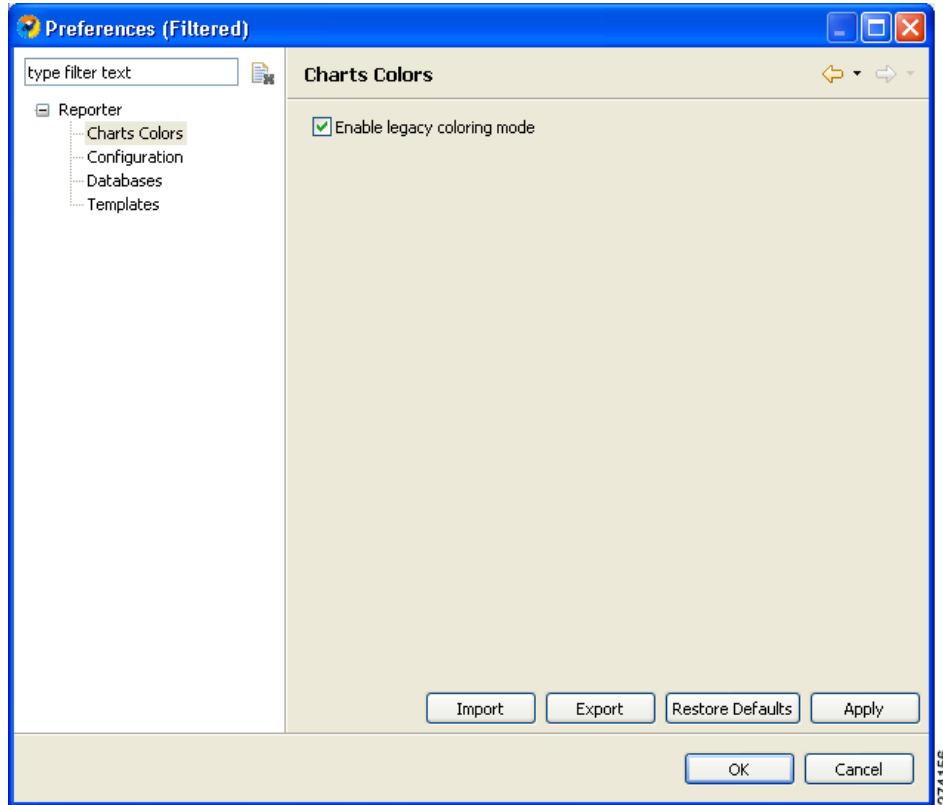 Preferences (Filtered)
type filter text
Charts Colors
Reporter
Charts Colors
Configuration
Databases
Templates
Enable legacy coloring mode
Import
Export
Restore Defaults
Apply
OK
Cancel